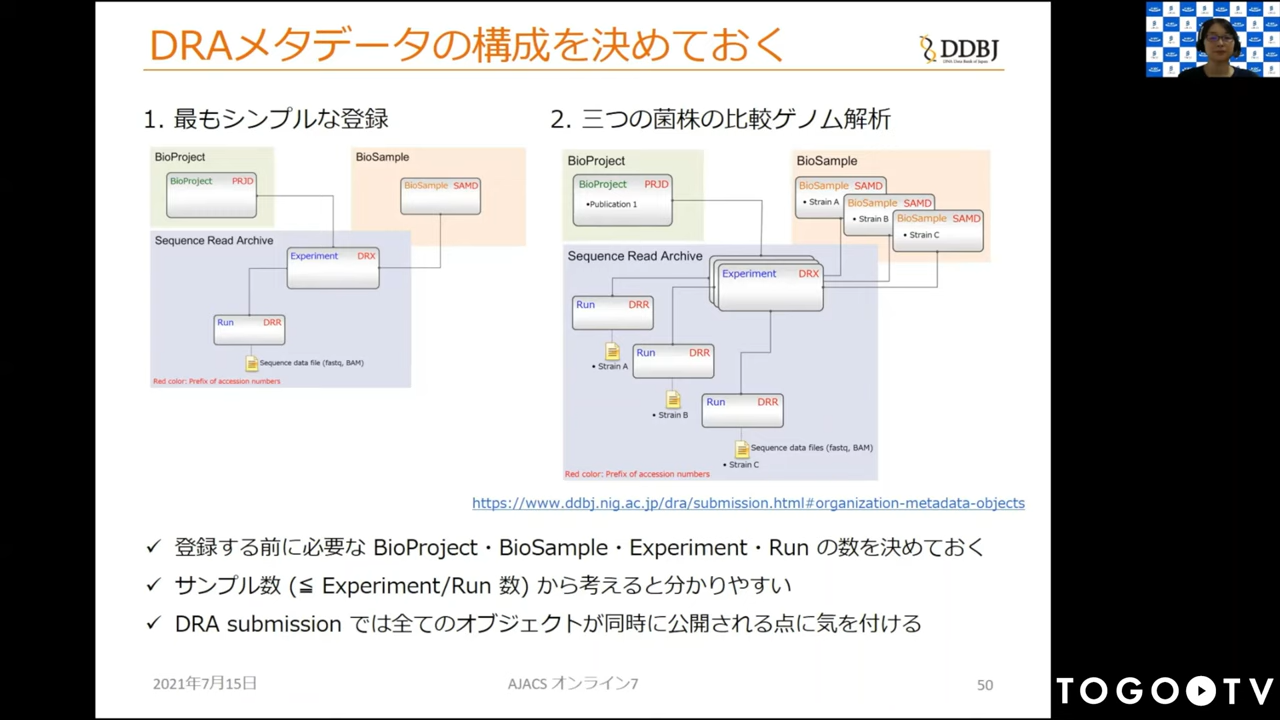 DRAメタデータの構成を決めておく
DDBJ
DNA Data Bank of Japan
1. 最もシンプルな登録
BioProject
BioProject PRJD
BioSample
BioSample SAMD
Sequence Read Archive
Experiment DRX
Run DRR
Sequence data file (fastq, BAM)
Red color: Prefix of accession numbers
2. 三つの菌株の比較ゲノム解析
BioProject
BioProject PRJD
•Publication 1
BioSample
BioSample SAMD
• Strain A
BioSample SAMD
• Strain B
BioSample SAMD
• Strain C
Sequence Read Archive
Experiment DRX
Run DRR
• Strain A
Run DRR
• Strain B
Run DRR
Sequence data files (fastq, BAM)
• Strain C
Red color: Prefix of accession numbers
https://www.ddbj.nig.ac.jp/dra/submission.html#organization-metadata-objects
✓ 登録する前に必要な BioProject・BioSample・Experiment・Run の数を決めておく
✓ サンプル数 (≦ Experiment/Run 数) から考えると分かりやすい
✓ DRA submission では全てのオブジェクトが同時に公開される点に気を付ける
2021年7月15日
AJACS オンライン7
50
TOGO TV